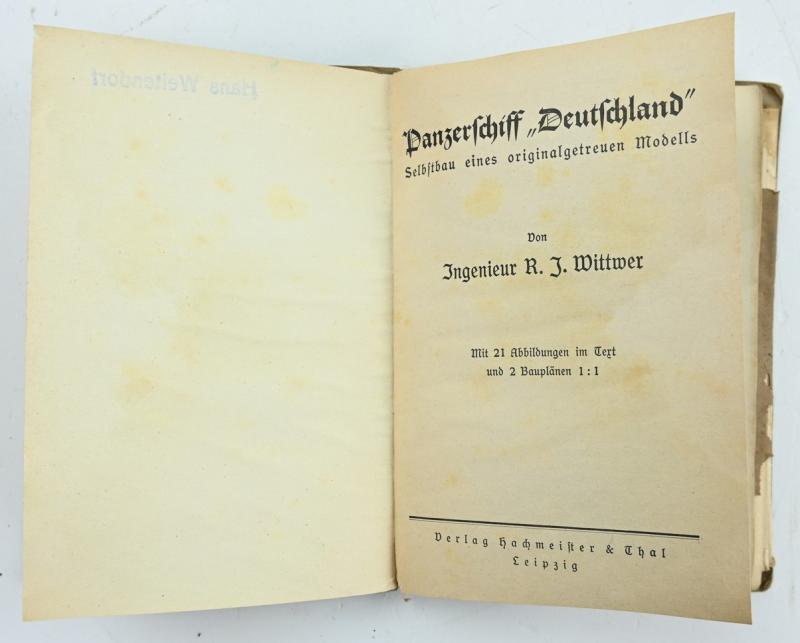 Hans Weitendorf
Panzerschiff „Deutschland”
Selbstbau eines originalgetreuen Modells
Von
Ingenieur R. J. Wittwer
Mit 21 Abbildungen im Text
und 2 Bauplänen 1 : 1
Verlag Hachmeister & Thal
Leipzig